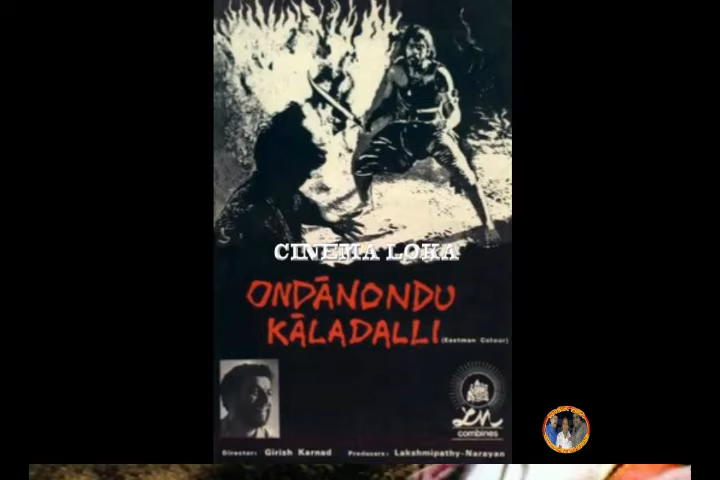 CINEMA LOKA
ONDĀNONDU
KĀLADALLI (Eastman Colour)
LN
combines
Director: Girish Karnad Producers: Lakshmipathy-Narayan